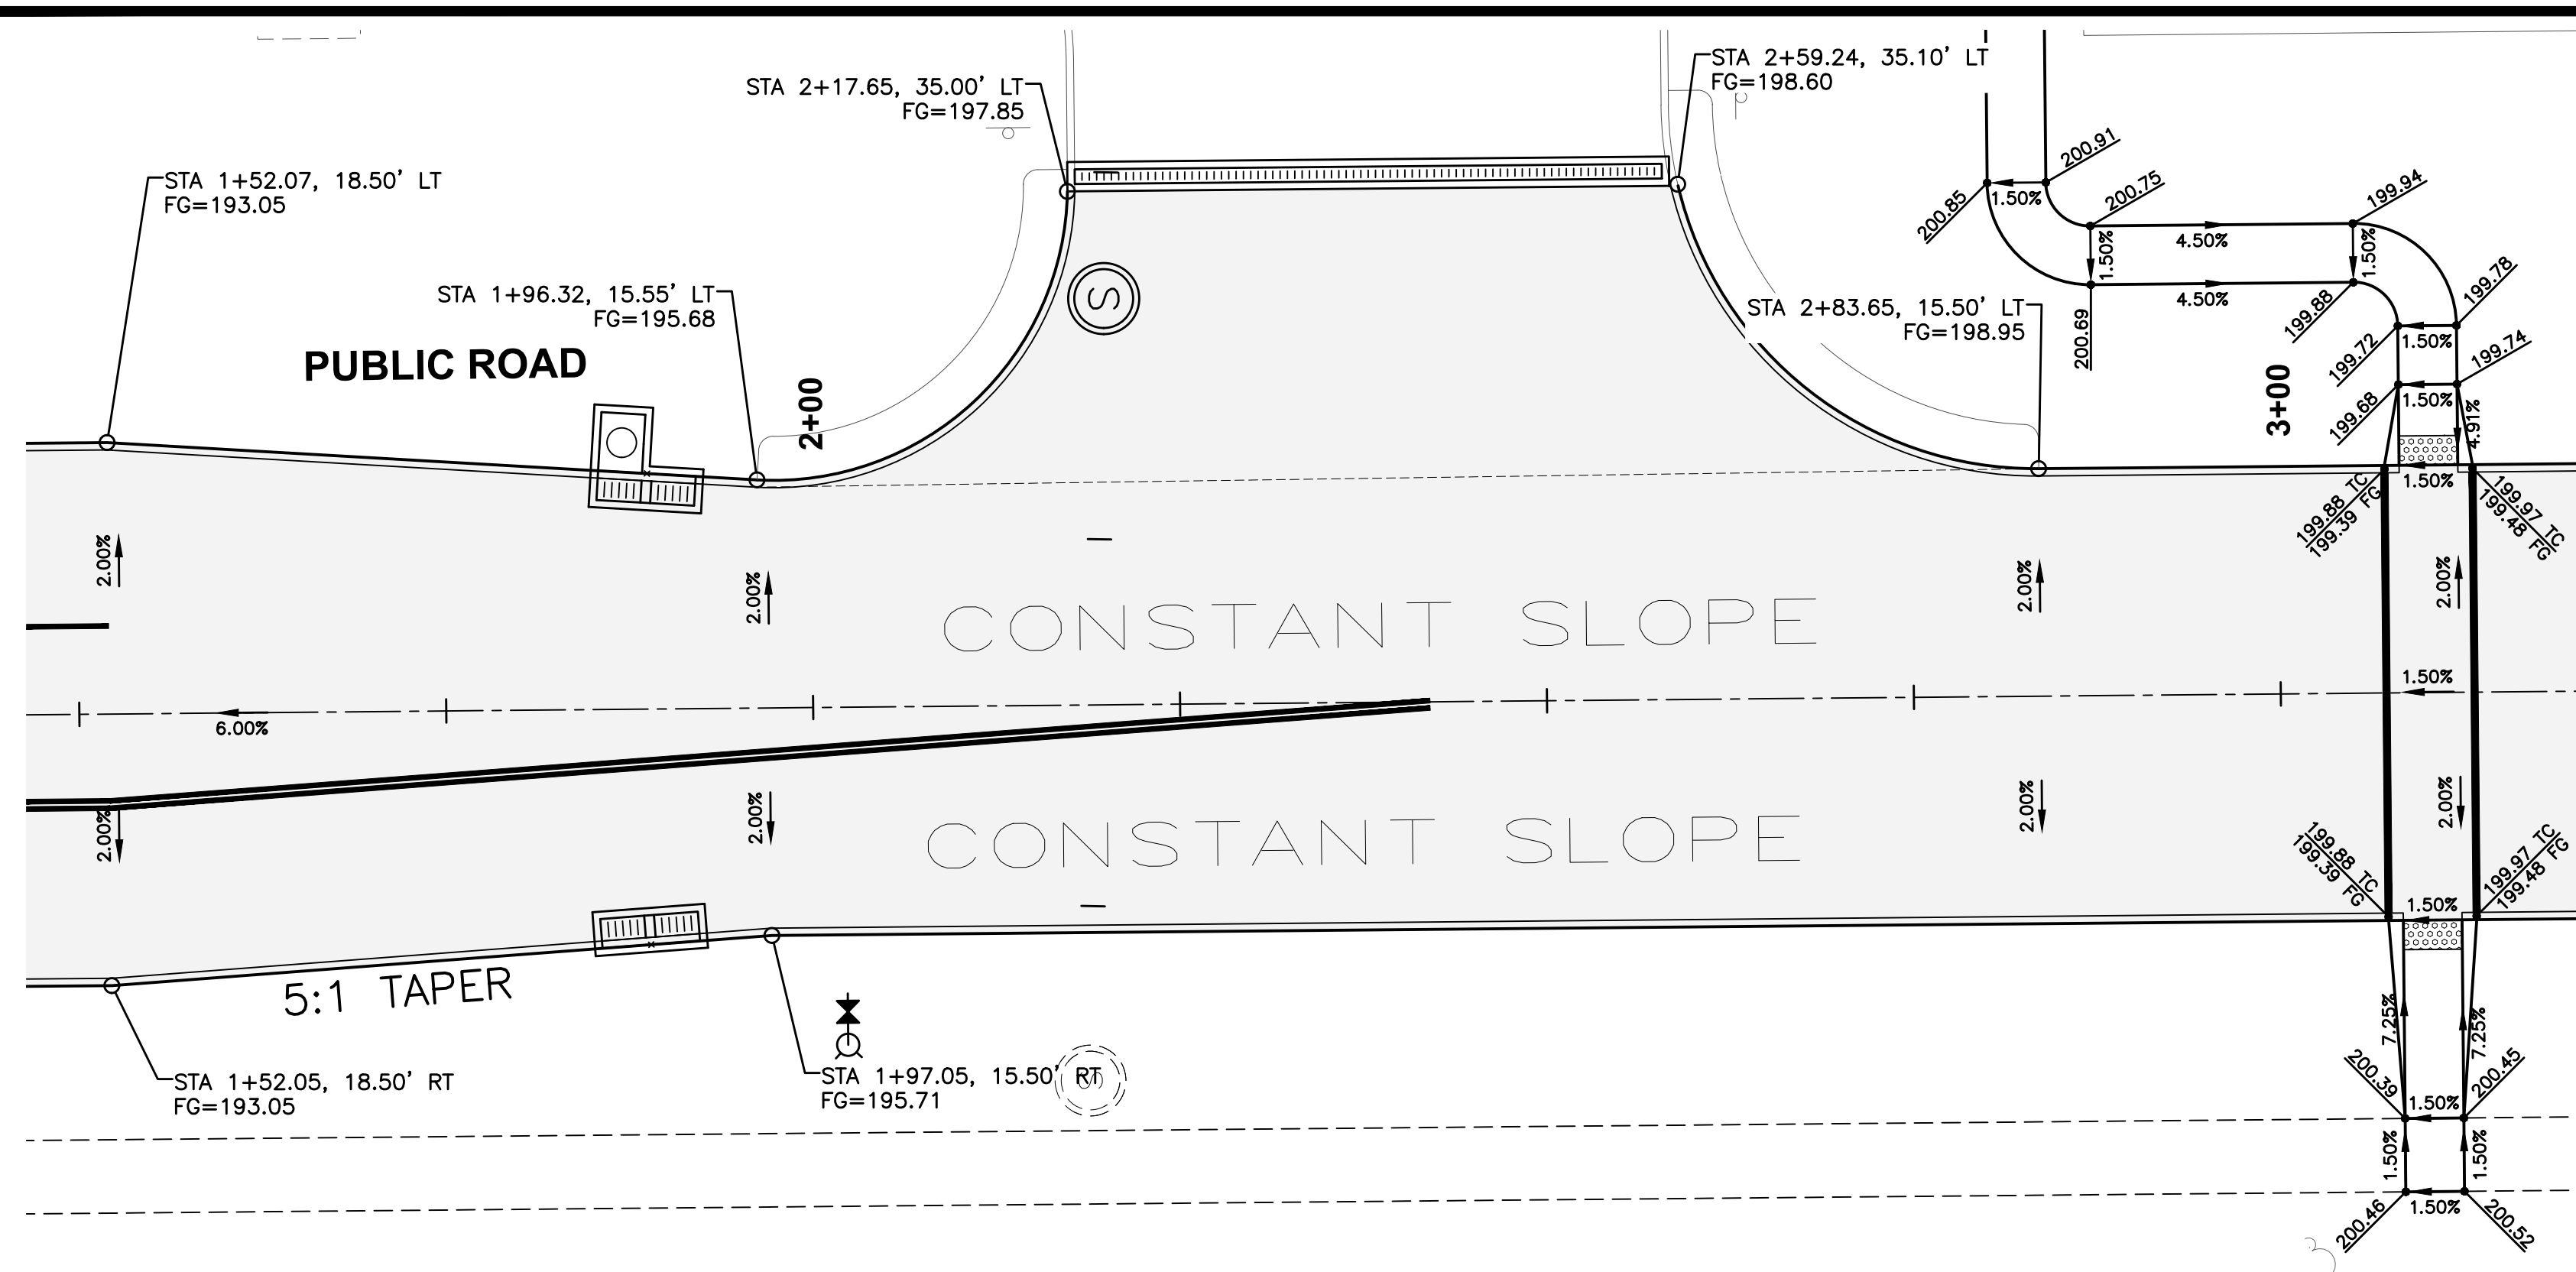 STA 2+17.65, 35.00' LT
FG=197.85
STA 2+59.24, 35.10' LT
FG=198.60
STA 1+52.07, 18.50' LT
FG=193.05
STA 1+96.32, 15.55' LT
FG=195.68
PUBLIC ROAD
2+00
S
STA 2+83.65, 15.50' LT
FG=198.95
3+00
200.91
200.85
1.50%
200.75
1.50%
200.69
4.50%
4.50%
199.94
1.50%
199.88
199.78
199.72
1.50%
199.74
199.68
1.50%
4.91%
1.50%
199.88 TC
199.39 FG
199.97 TC
199.48 FG
2.00%
2.00%
2.00%
2.00%
CONSTANT SLOPE
6.00%
1.50%
2.00%
2.00%
2.00%
2.00%
CONSTANT SLOPE
199.88 TC
199.39 FG
199.97 TC
199.48 FG
1.50%
5:1 TAPER
7.25%
7.25%
STA 1+52.05, 18.50' RT
FG=193.05
STA 1+97.05, 15.50' RT
FG=195.71
S
200.39
200.45
1.50%
1.50%
1.50%
1.50%
200.46
200.52